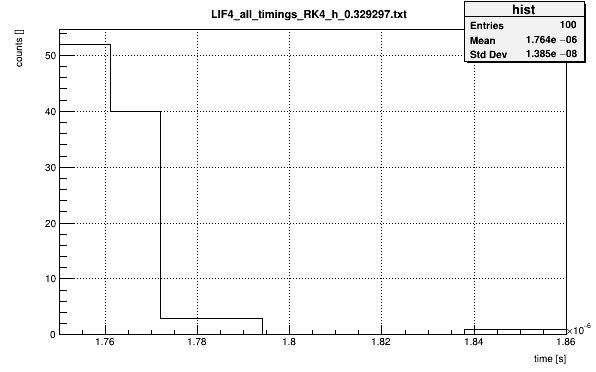 LIF4_all_timings_RK4_h_0.329297.txt
hist
Entries 100
Mean 1.764e −06
Std Dev 1.385e −08
counts []
50
40
30
20
10
0
1.76 1.78 1.8 1.82 1.84 1.86
×10⁻⁶
time [s]